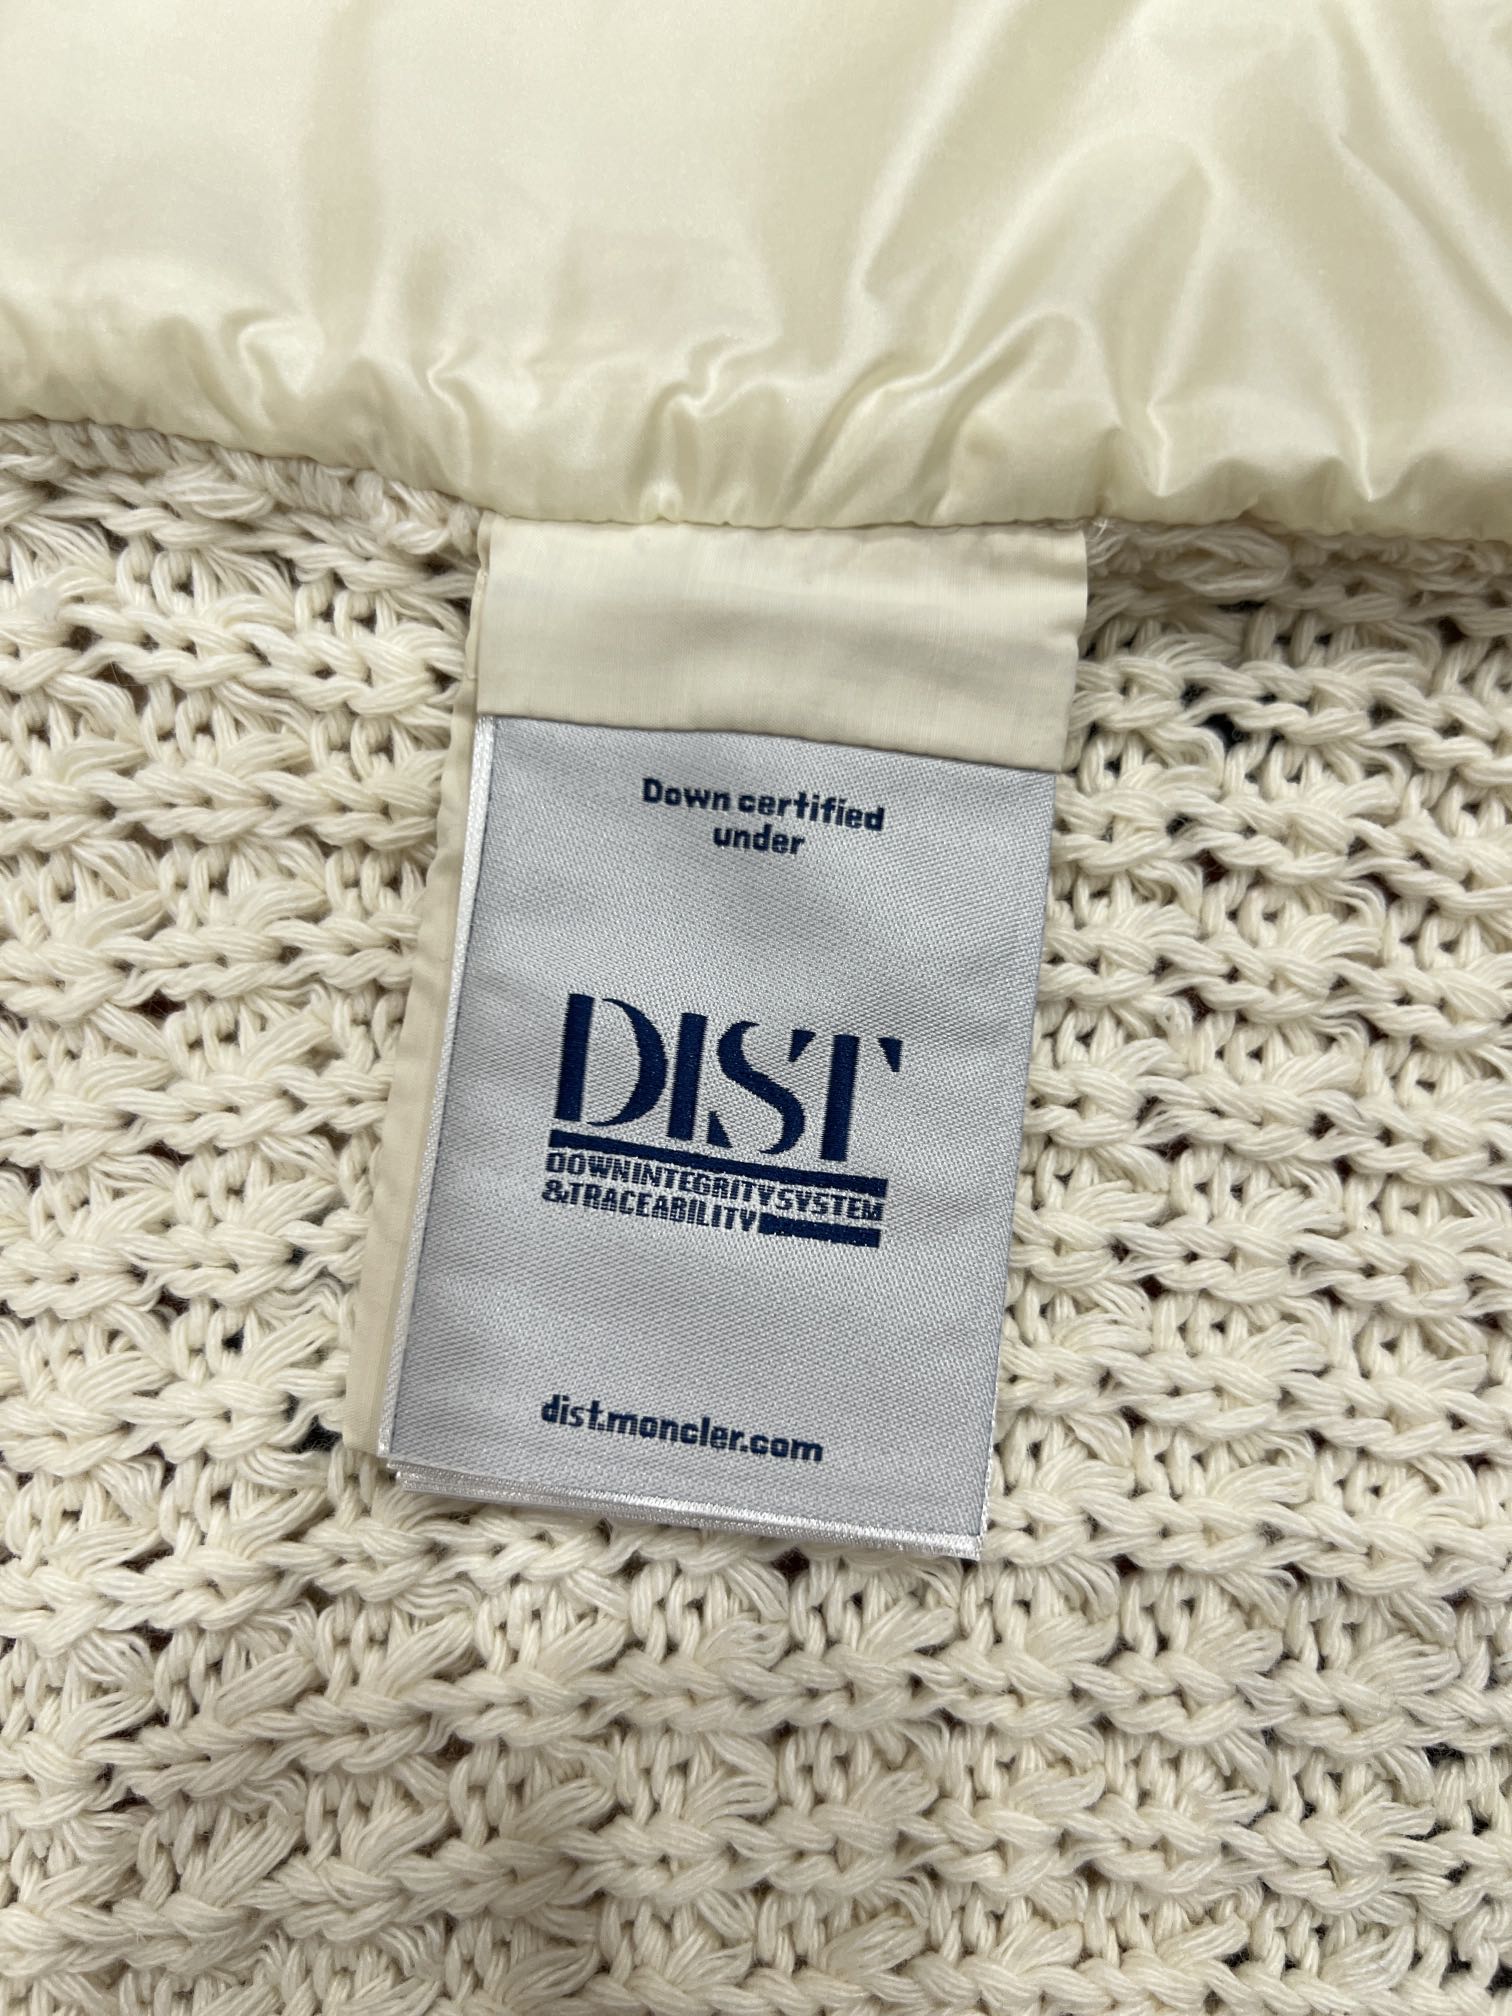 Down certified
under
DIST
DOWNINTEGRITYSYSTEM
&TRACEABILITY
dist.moncler.com